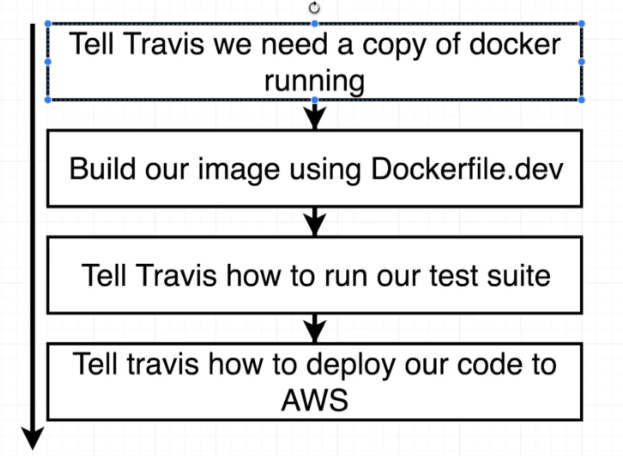 Tell Travis we need a copy of docker
running
Build our image using Dockerfile.dev
Tell Travis how to run our test suite
Tell travis how to deploy our code to
AWS